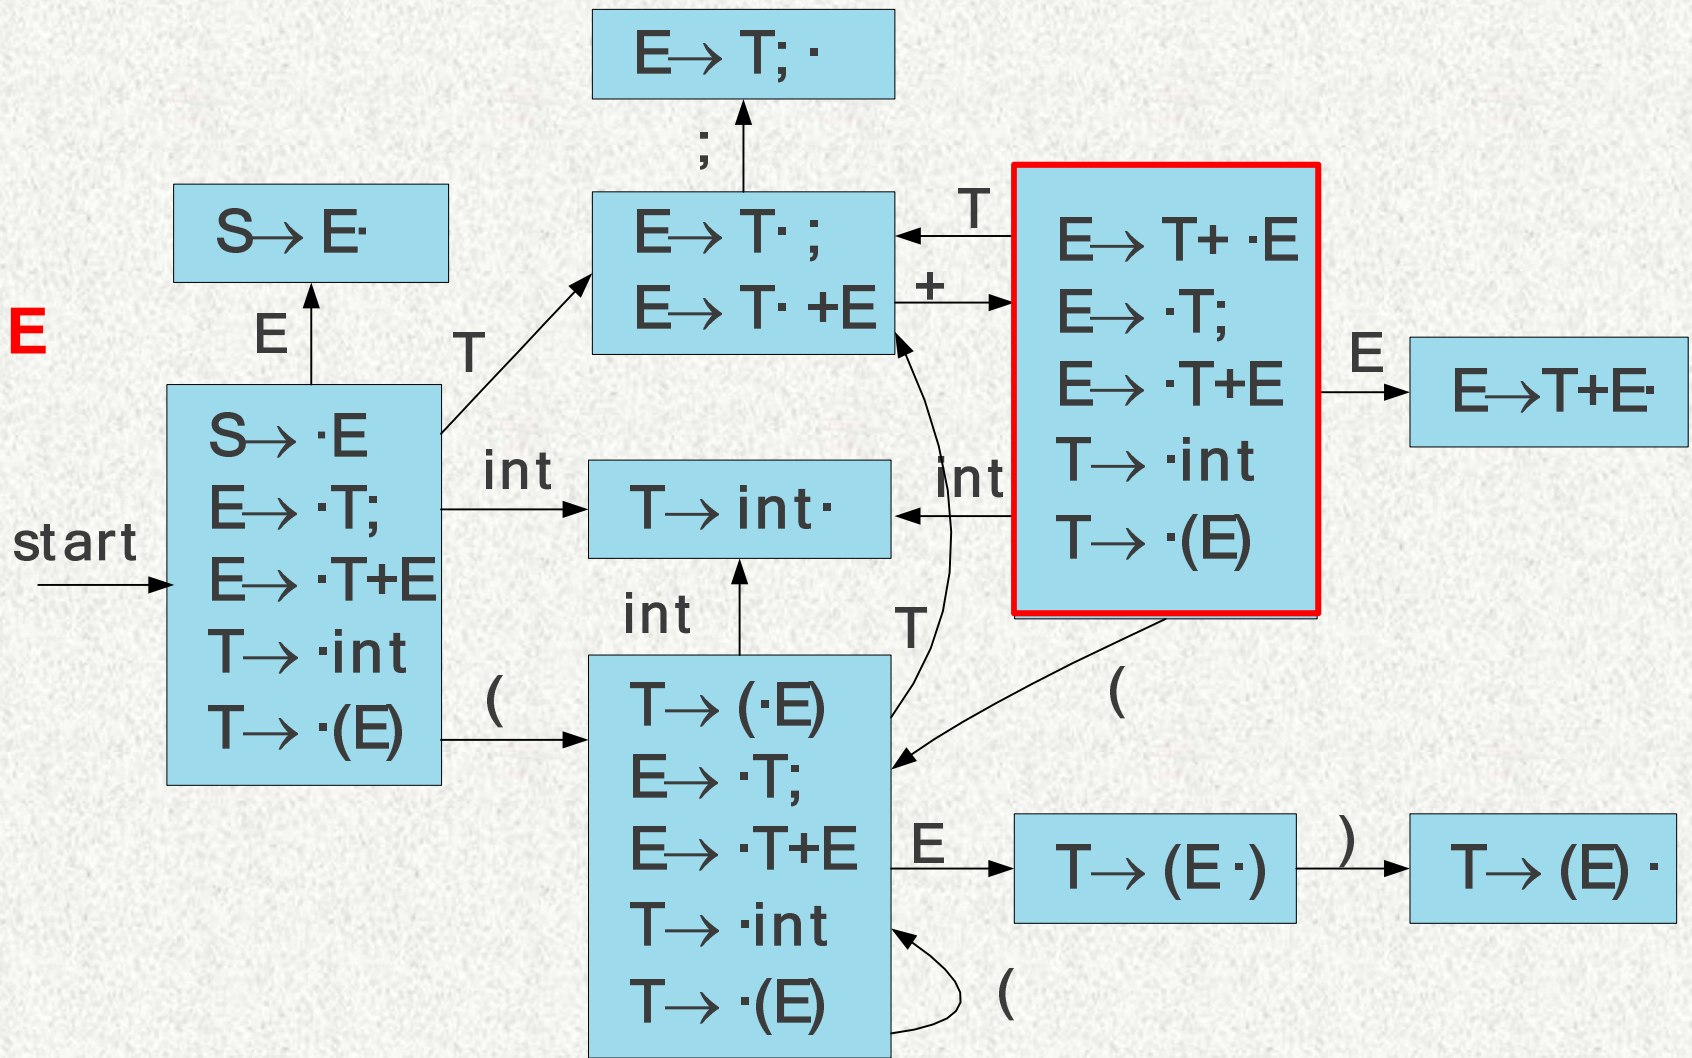 E→ T; ·
;
S→ E·
E→ T· ;
E→ T· +E
T
+
E→ T+ ·E
E→ ·T;
E→ ·T+E
T→ ·int
T→ ·(E)
E
E
T
E
E→T+E·
start
S→ ·E
E→ ·T;
E→ ·T+E
T→ ·int
T→ ·(E)
int
T→ int·
int
int
T
(
(
T→ (·E)
E→ ·T;
E→ ·T+E
T→ ·int
T→ ·(E)
E
T→ (E ·)
)
T→ (E) ·
(